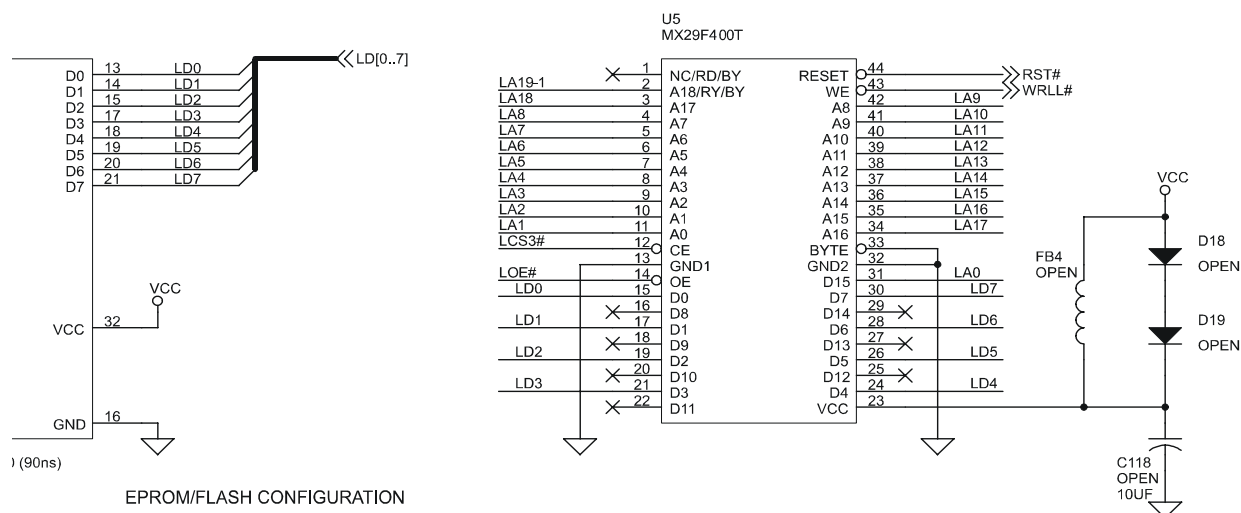 U5
MX29F400T
D0 13 LD0
D1 14 LD1
D2 15 LD2
D3 17 LD3
D4 18 LD4
D5 19 LD5
D6 20 LD6
D7 21 LD7
LD[0..7]
VCC
VCC 32
GND 16
) (90ns)
EPROM/FLASH CONFIGURATION
1 NC/RD/BY
LA19-1 2 A18/RY/BY
LA18 3 A17
LA8 4 A7
LA7 5 A6
LA6 6 A5
LA5 7 A4
LA4 8 A3
LA3 9 A2
LA2 10 A1
LA1 11 A0
LCS3# 12 CE
13 GND1
LOE# 14 OE
LD0 15 D0
16 D8
LD1 17 D1
18 D9
LD2 19 D2
20 D10
LD3 21 D3
22 D11
RESET 44 RST#
WE 43 WRLL#
A8 42 LA9
A9 41 LA10
A10 40 LA11
A11 39 LA12
A12 38 LA13
A13 37 LA14
A14 36 LA15
A15 35 LA16
A16 34 LA17
BYTE 33
GND2 32
D15 31 LA0
D7 30 LD7
D14 29
D6 28 LD6
D13 27
D5 26 LD5
D12 25
D4 24 LD4
VCC 23
VCC
FB4
OPEN
D18
OPEN
D19
OPEN
C118
OPEN
10UF